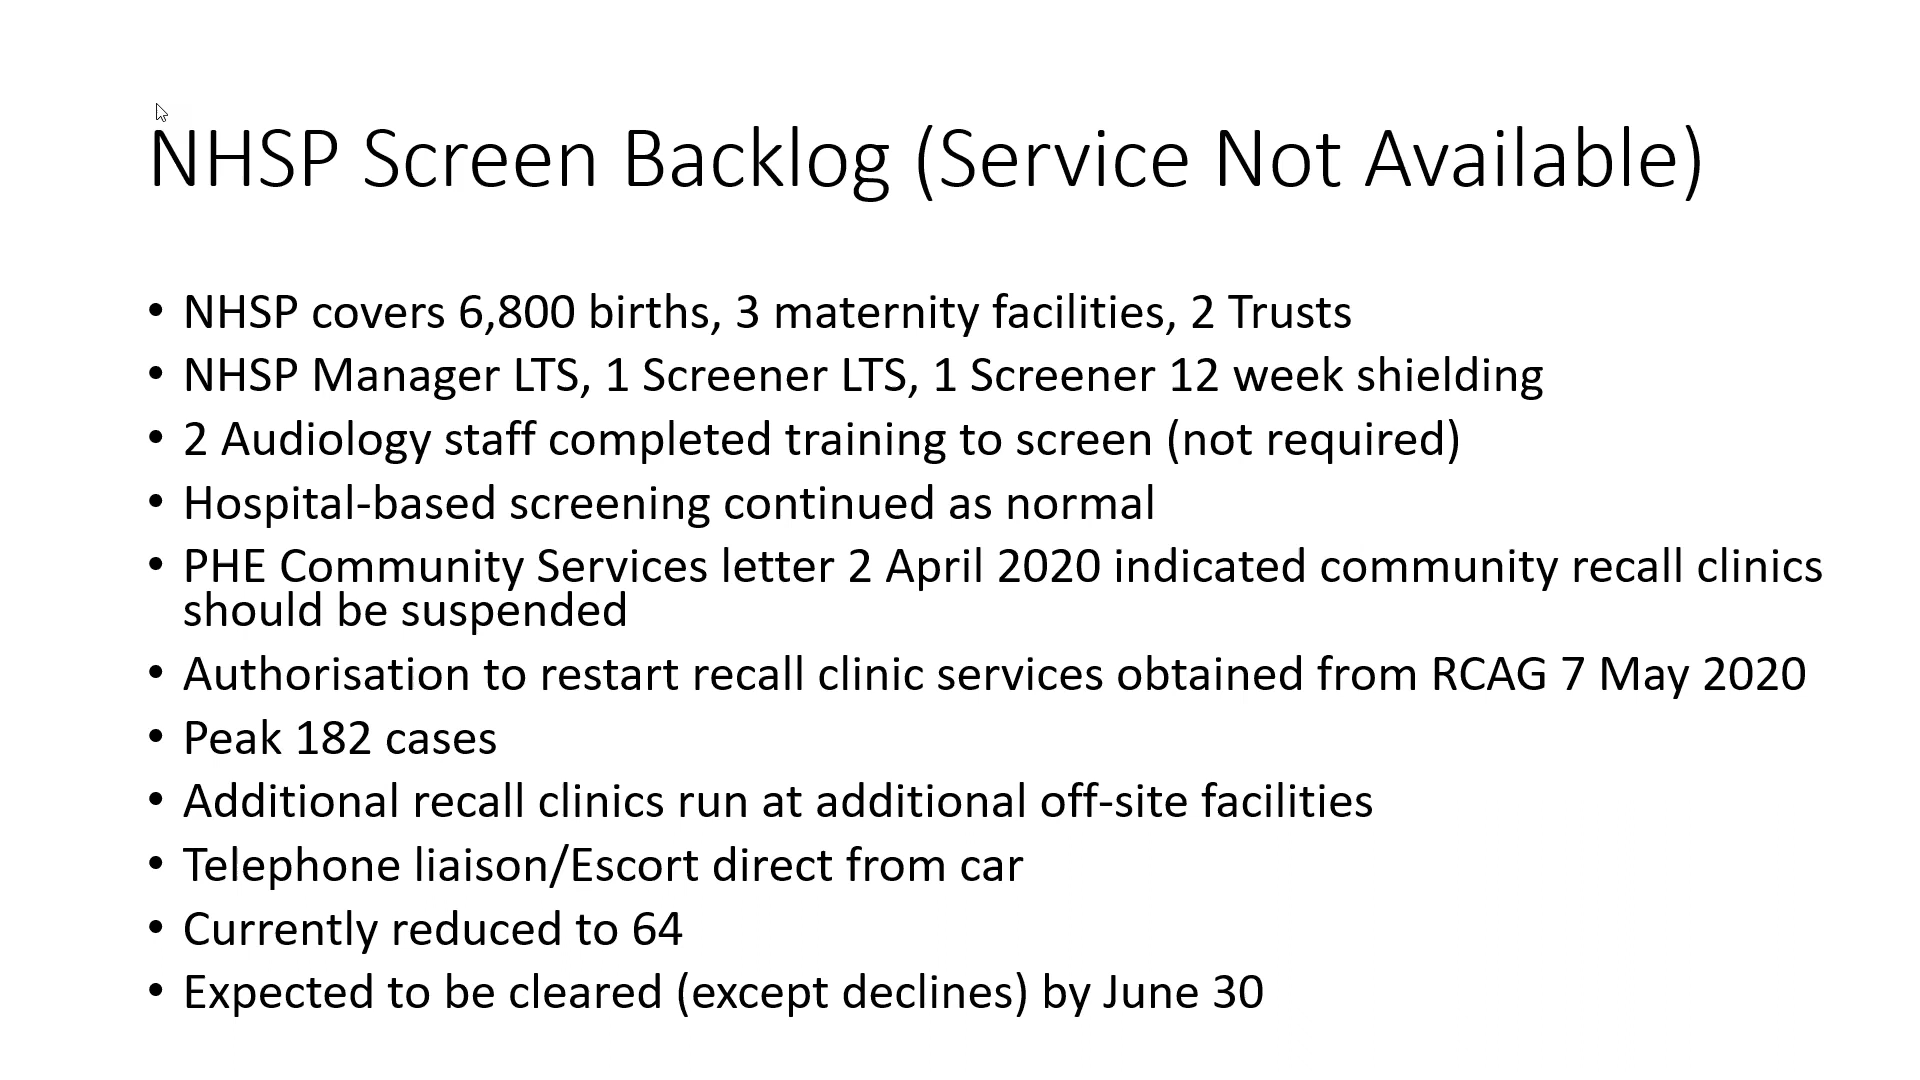 NHSP Screen Backlog (Service Not Available)
• NHSP covers 6,800 births, 3 maternity facilities, 2 Trusts
• NHSP Manager LTS, 1 Screener LTS, 1 Screener 12 week shielding
• 2 Audiology staff completed training to screen (not required)
• Hospital-based screening continued as normal
• PHE Community Services letter 2 April 2020 indicated community recall clinics
should be suspended
• Authorisation to restart recall clinic services obtained from RCAG 7 May 2020
• Peak 182 cases
• Additional recall clinics run at additional off-site facilities
• Telephone liaison/Escort direct from car
• Currently reduced to 64
• Expected to be cleared (except declines) by June 30